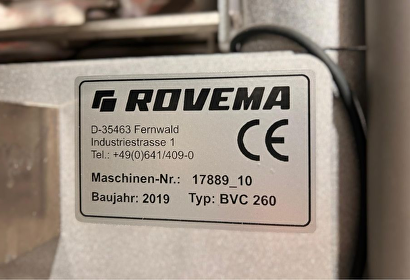 ROVEMA
D-35463 Fernwald
Industriestrasse 1
Tel.: +49(0)641/409-0
CE
Maschinen-Nr.: 17889_10
Baujahr: 2019 Typ: BVC 260